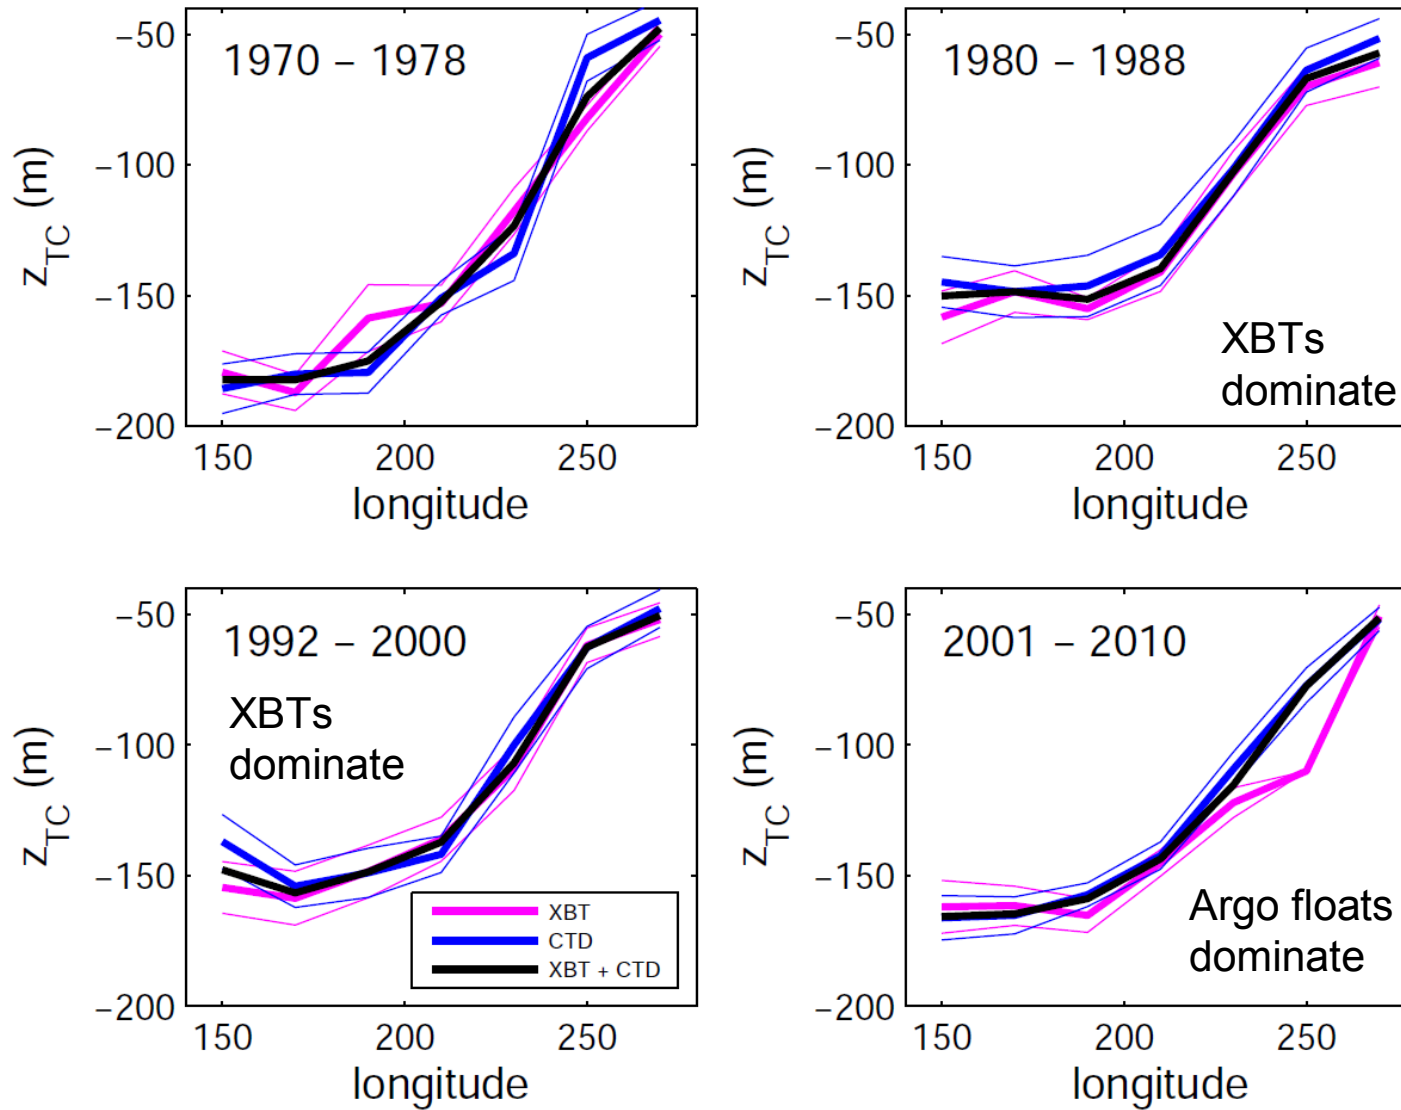 1970 – 1978
−50
−100
−150
−200
z_TC (m)
150 200 250
longitude
1980 – 1988
XBTs
dominate
−50
−100
−150
−200
z_TC (m)
150 200 250
longitude
1992 – 2000
XBTs
dominate
−50
−100
−150
−200
z_TC (m)
XBT
CTD
XBT + CTD
150 200 250
longitude
2001 – 2010
Argo floats
dominate
−50
−100
−150
−200
z_TC (m)
150 200 250
longitude